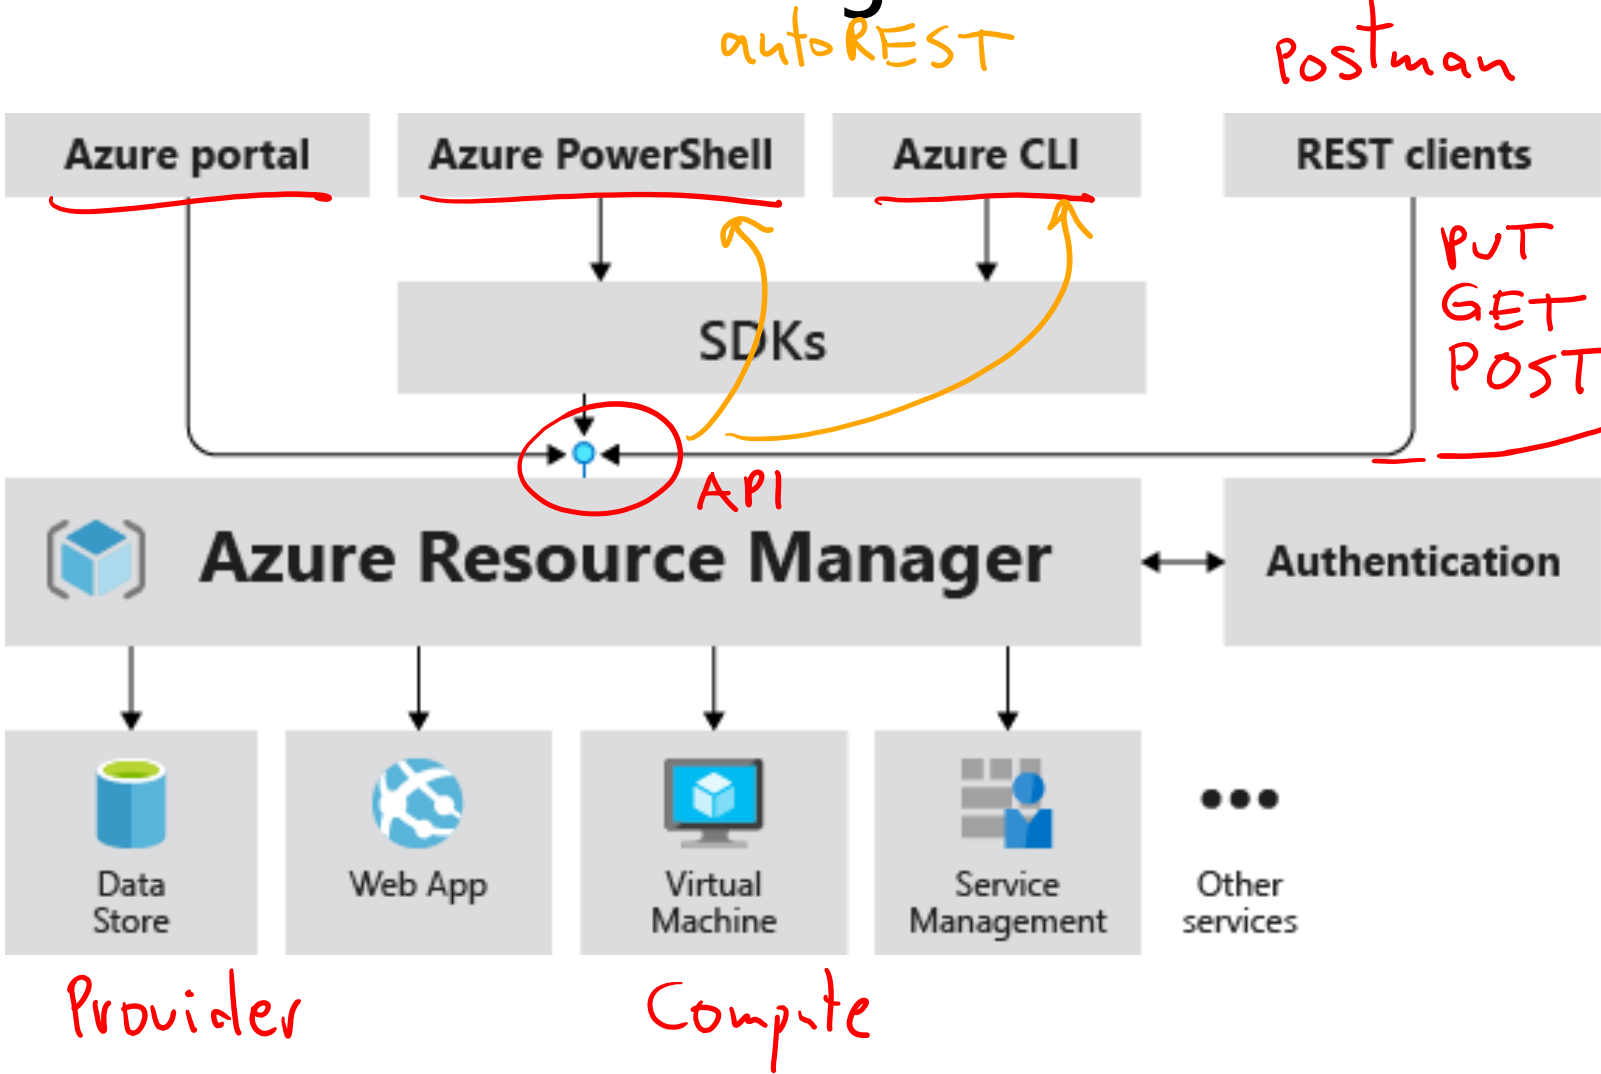 autoREST
Postman
Azure portal
Azure PowerShell
Azure CLI
REST clients
PUT
GET
POST
SDKs
API
Azure Resource Manager
Authentication
Data
Store
Web App
Virtual
Machine
Service
Management
Other
services
Provider
Compute